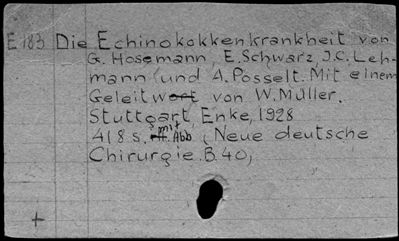 E 183 Die Echinokokkenkrankheit von
G. Hosemann, E. Schwarz, J.C. Leh-
mann und A. Posselt. Mit einem
Geleitwort von W. Müller.
Stuttgart, Enke, 1928
418 s. mit Abb (Neue deutsche
Chirurgie. B. 40,